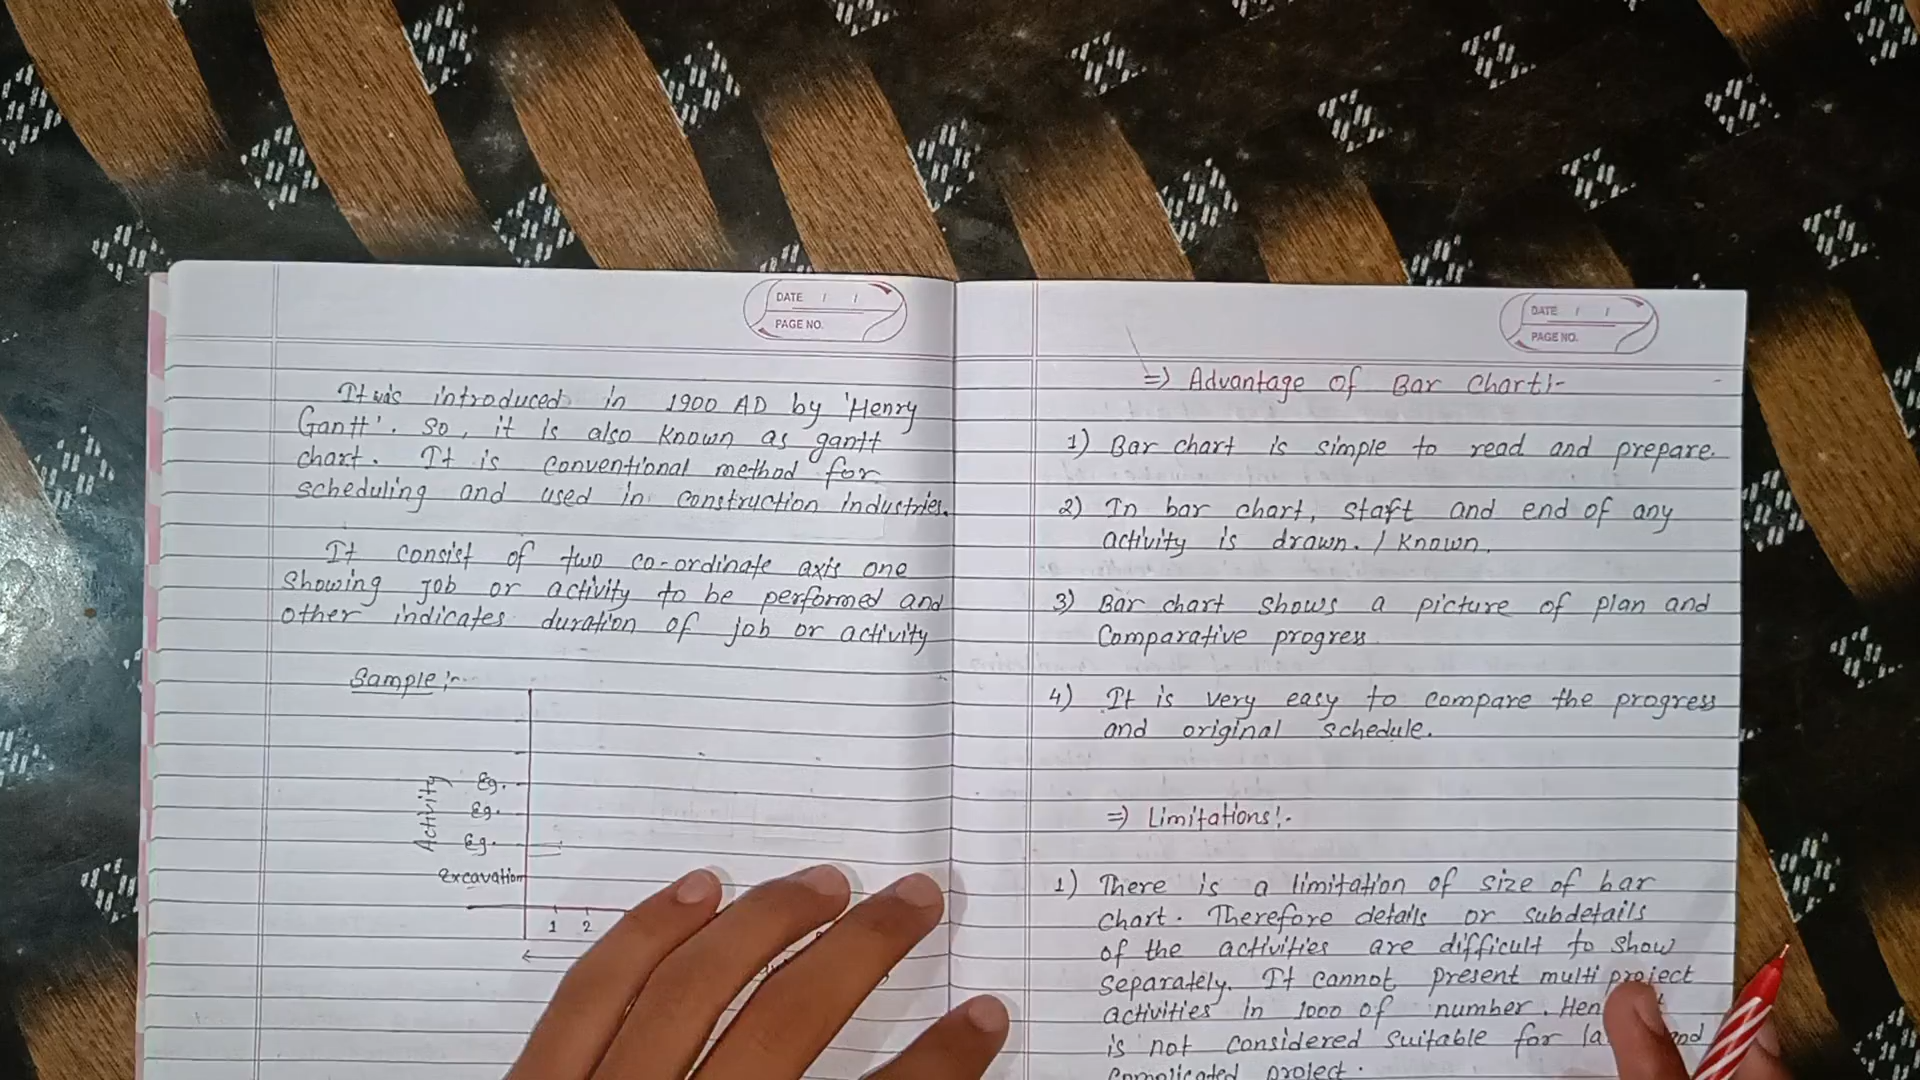 DATE / /
PAGE NO.
It was introduced in 1900 AD by 'Henry
Gantt'. so, it is also known as gantt
chart. It is conventional method for
scheduling and used in construction industries.
It consist of two co-ordinate axis one
showing job or activity to be performed and
other indicates duration of job or activity
Sample :-
Activity
Eg.
Eg.
Eg.
Excavation
1 2
DATE / /
PAGE NO.
=> Advantage of Bar Chart:-
1) Bar chart is simple to read and prepare.
2) In bar chart, start and end of any
activity is drawn. / known.
3) Bar chart shows a picture of plan and
Comparative progress
4) It is very easy to compare the progress
and original schedule.
=> Limitations:-
1) There is a limitation of size of bar
chart. Therefore details or subdetails
of the activities are difficult to show
separately. It cannot present multi project
activities in 1000 of number.
is not considered suitable for
complicated project.